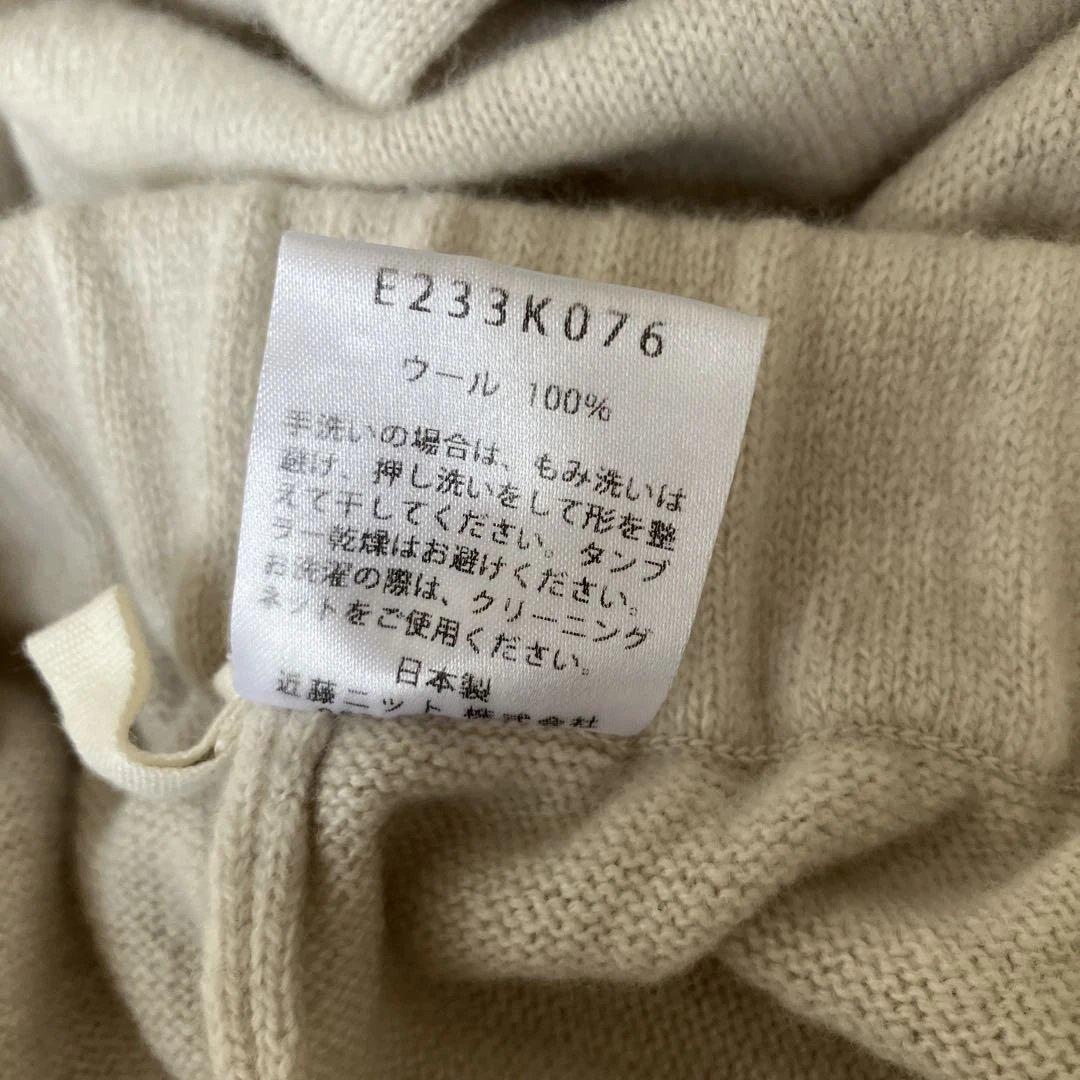 E233K076
ウール 100%
手洗いの場合は、もみ洗いは
避け、押し洗いをして形を整
えて干してください。タンブ
ラー乾燥はお避けください。
お洗濯の際は、クリーニング
ネットをご使用ください。
日本製
近藤ニット株式会社